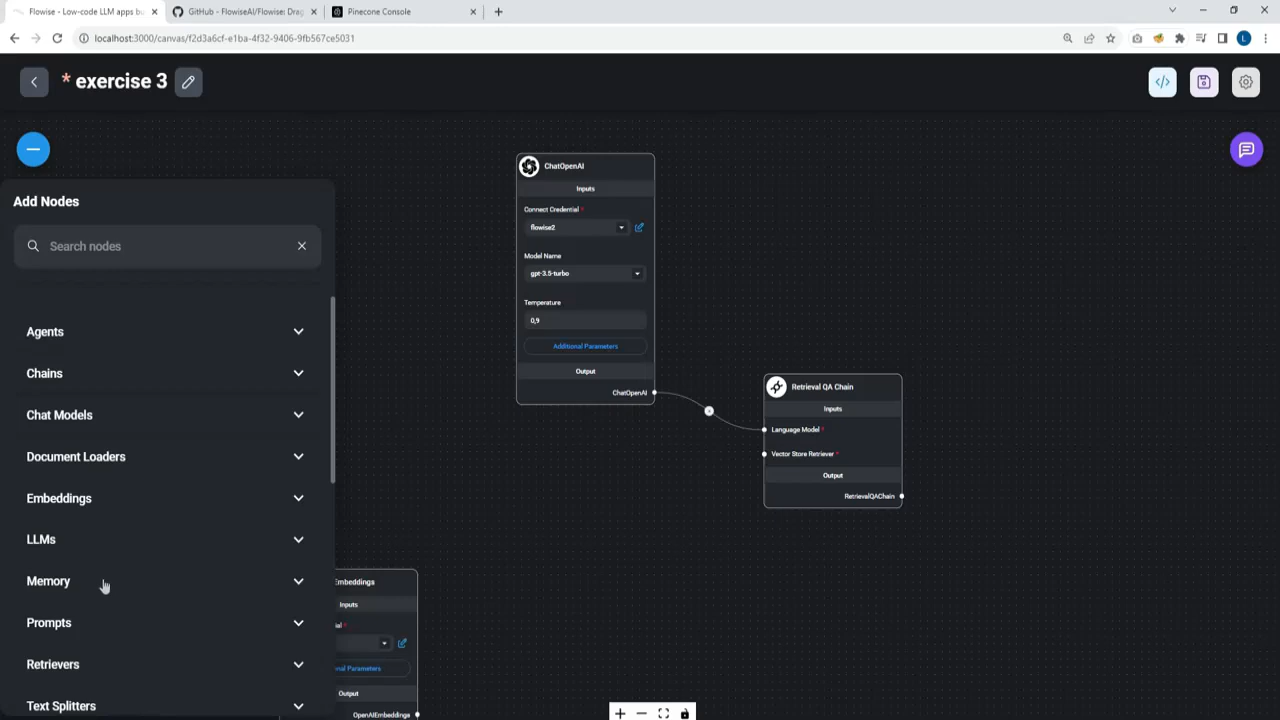 Flowise - Low-code LLM apps bu
GitHub - FlowiseAI/Flowise: Drag
Pinecone Console
localhost:3000/canvas/f2d3a6cf-e1ba-4f32-9406-9fb567ce5031
L
* exercise 3
Add Nodes
Search nodes
Agents
Chains
Chat Models
Document Loaders
Embeddings
LLMs
Memory
Prompts
Retrievers
Text Splitters
ChatOpenAI
Inputs
Connect Credential *
flowise2
Model Name
gpt-3.5-turbo
Temperature
0,9
Additional Parameters
Output
ChatOpenAI
Retrieval QA Chain
Inputs
Language Model *
Vector Store Retriever *
Output
RetrievalQAChain
Embeddings
Inputs
ial *
nal Parameters
Output
OpenAIEmbeddings